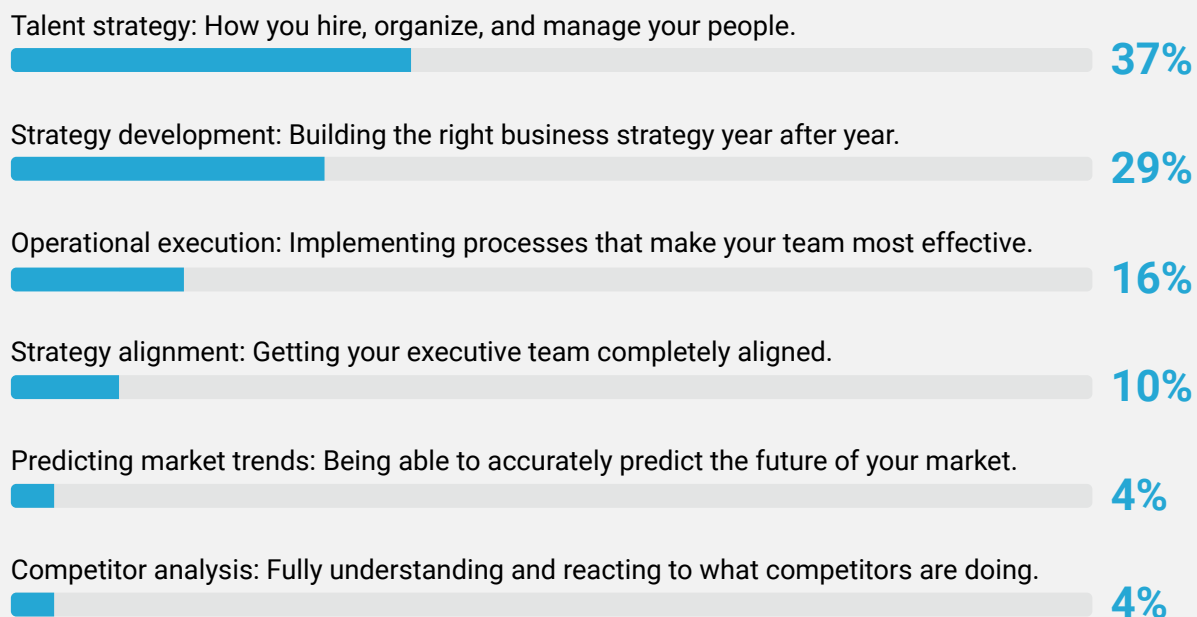 Talent strategy: How you hire, organize, and manage your people.
37%
Strategy development: Building the right business strategy year after year.
29%
Operational execution: Implementing processes that make your team most effective.
16%
Strategy alignment: Getting your executive team completely aligned.
10%
Predicting market trends: Being able to accurately predict the future of your market.
4%
Competitor analysis: Fully understanding and reacting to what competitors are doing.
4%